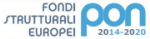 FONDI
STRUTTURALI
EUROPEI
pon
2014-2020